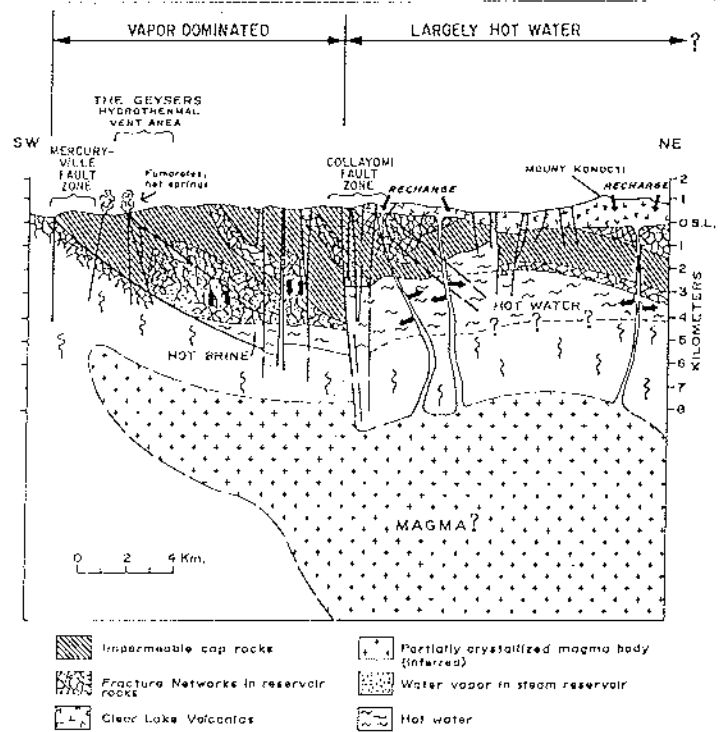 VAPOR DOMINATED
LARGELY HOT WATER
?
THE GEYSERS
HYDROTHERMAL
VENT AREA
SW
NE
MERCURY-
VILLE
FAULT
ZONE
Fumaroles,
hot springs
COLLAYOMI
FAULT
ZONE
RECHARGE
MOUNT KONOCTI
RECHARGE
2
1
0 S.L.
1
2
3
4
5
6
7
8
KILOMETERS
HOT WATER
? ? ?
HOT BRINE
MAGMA?
0 2 4 Km.
Impermeable cap rocks
Fracture Networks in reservoir
rocks
Clear Lake Volcanics
Partially crystallized magma body
(inferred)
Water vapor in steam reservoir
Hot water